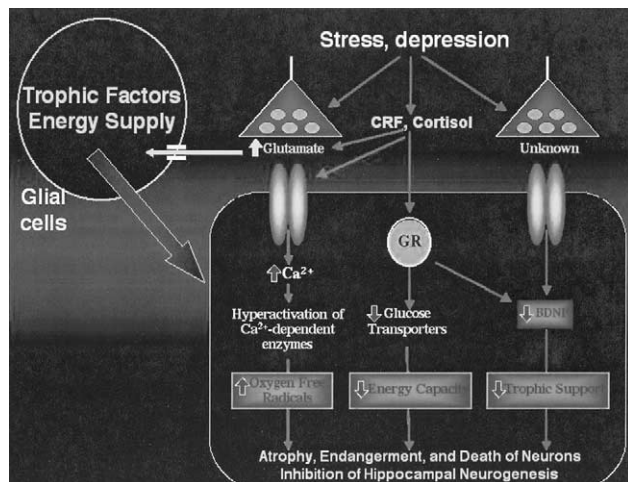 Stress, depression
Trophic Factors
Energy Supply
CRF, Cortisol
Glutamate
Unknown
Glial
cells
GR
Ca²⁺
Hyperactivation of
Ca²⁺-dependent
enzymes
Glucose
Transporters
BDNF
Oxygen Free
Radicals
Energy Capacity
Trophic Support
Atrophy, Endangerment, and Death of Neurons
Inhibition of Hippocampal Neurogenesis